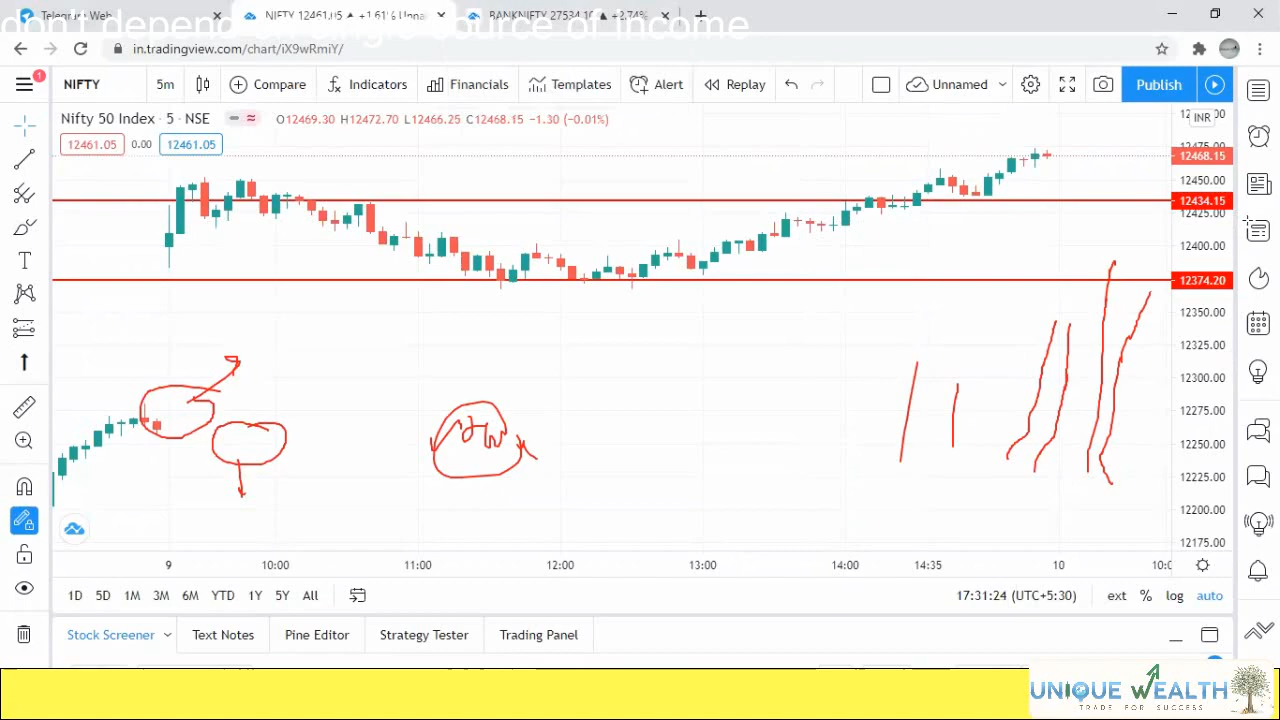 Telegram Web
NIFTY 12461.05 ▲ +1.61% Unna
BANKNIFTY 27534.10 ▲ +2.74%
don't depend on single source of income
in.tradingview.com/chart/iX9wRmiY/
1
NIFTY 5m Compare Indicators Financials Templates Alert Replay Unnamed Publish
Nifty 50 Index · 5 · NSE O12469.30 H12472.70 L12466.25 C12468.15 −1.30 (−0.01%)
12461.05 0.00 12461.05
INR
12468.15
12450.00
12434.15
12425.00
12400.00
12374.20
12350.00
12325.00
12300.00
12275.00
12250.00
12225.00
12200.00
12175.00
9 10:00 11:00 12:00 13:00 14:00 14:35 10 10:0
1D 5D 1M 3M 6M YTD 1Y 5Y All 17:31:24 (UTC+5:30) ext % log auto
Stock Screener Text Notes Pine Editor Strategy Tester Trading Panel
UNIQUE WEALTH
TRADE FOR SUCCESS